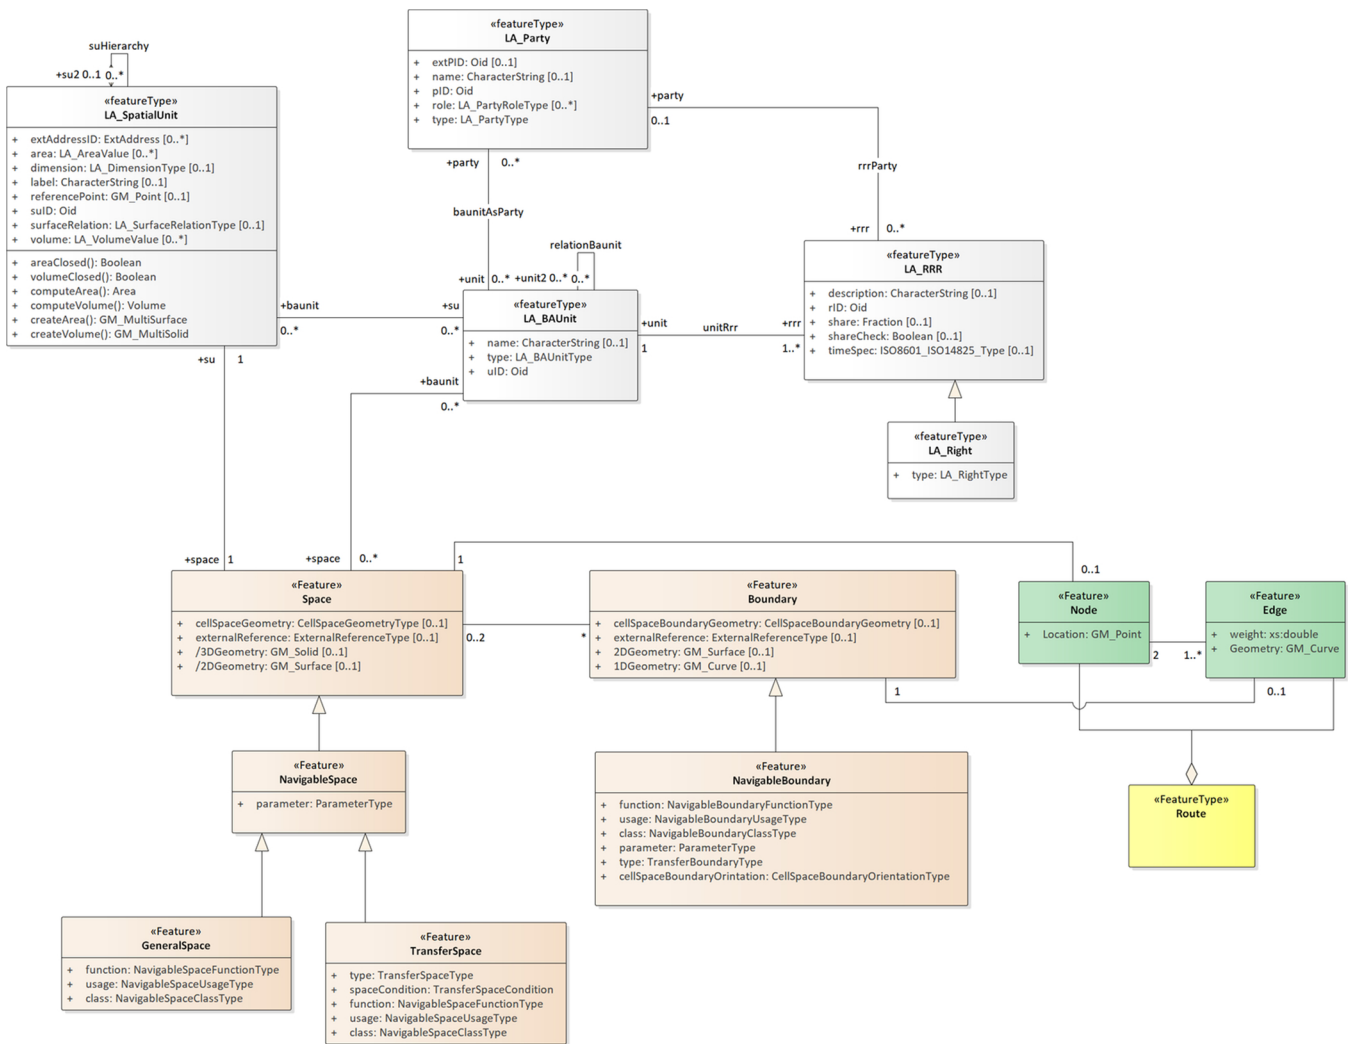 suHierarchy
+su2 0..1 0..*
«featureType»
LA_SpatialUnit
+ extAddressID: ExtAddress [0..*]
+ area: LA_AreaValue [0..*]
+ dimension: LA_DimensionType [0..1]
+ label: CharacterString [0..1]
+ referencePoint: GM_Point [0..1]
+ suID: Oid
+ surfaceRelation: LA_SurfaceRelationType [0..1]
+ volume: LA_VolumeValue [0..*]
+ areaClosed(): Boolean
+ volumeClosed(): Boolean
+ computeArea(): Area
+ computeVolume(): Volume
+ createArea(): GM_MultiSurface
+ createVolume(): GM_MultiSolid
«featureType»
LA_Party
+ extPID: Oid [0..1]
+ name: CharacterString [0..1]
+ pID: Oid
+ role: LA_PartyRoleType [0..*]
+ type: LA_PartyType
+party
0..1
rrrParty
+rrr 0..*
+party 0..*
baunitAsParty
+unit 0..*
relationBaunit
+unit2 0..* 0..*
«featureType»
LA_BAUnit
+ name: CharacterString [0..1]
+ type: LA_BAUnitType
+ uID: Oid
+baunit
0..*
+su
0..*
+unit
1
unitRrr
+rrr
1..*
«featureType»
LA_RRR
+ description: CharacterString [0..1]
+ rID: Oid
+ share: Fraction [0..1]
+ shareCheck: Boolean [0..1]
+ timeSpec: ISO8601_ISO14825_Type [0..1]
«featureType»
LA_Right
+ type: LA_RightType
+su 1
+baunit
0..*
+space 1
+space 0..*
1
0..1
«Feature»
Space
+ cellSpaceGeometry: CellSpaceGeometryType [0..1]
+ externalReference: ExternalReferenceType [0..1]
+ /3DGeometry: GM_Solid [0..1]
+ /2DGeometry: GM_Surface [0..1]
0..2
*
«Feature»
Boundary
+ cellSpaceBoundaryGeometry: CellSpaceBoundaryGeometry [0..1]
+ externalReference: ExternalReferenceType [0..1]
+ 2DGeometry: GM_Surface [0..1]
+ 1DGeometry: GM_Curve [0..1]
1
0..1
«Feature»
Node
+ Location: GM_Point
2
1..*
«Feature»
Edge
+ weight: xs:double
+ Geometry: GM_Curve
«Feature»
NavigableSpace
+ parameter: ParameterType
«Feature»
NavigableBoundary
+ function: NavigableBoundaryFunctionType
+ usage: NavigableBoundaryUsageType
+ class: NavigableBoundaryClassType
+ parameter: ParameterType
+ type: TransferBoundaryType
+ cellSpaceBoundaryOrintation: CellSpaceBoundaryOrientationType
«FeatureType»
Route
«Feature»
GeneralSpace
+ function: NavigableSpaceFunctionType
+ usage: NavigableSpaceUsageType
+ class: NavigableSpaceClassType
«Feature»
TransferSpace
+ type: TransferSpaceType
+ spaceCondition: TransferSpaceCondition
+ function: NavigableSpaceFunctionType
+ usage: NavigableSpaceUsageType
+ class: NavigableSpaceClassType